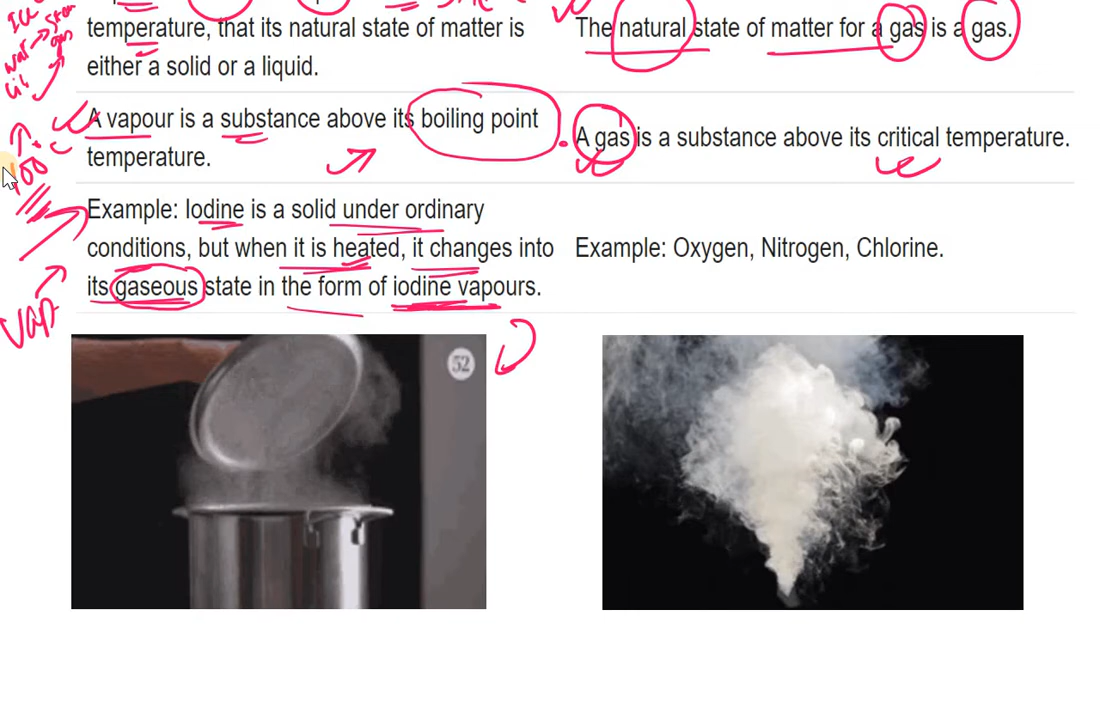 temperature, that its natural state of matter is
either a solid or a liquid.
The natural state of matter for a gas is a gas.
A vapour is a substance above its boiling point
temperature.
A gas is a substance above its critical temperature.
Example: Iodine is a solid under ordinary
conditions, but when it is heated, it changes into
its gaseous state in the form of iodine vapours.
Example: Oxygen, Nitrogen, Chlorine.
100
VAP
52